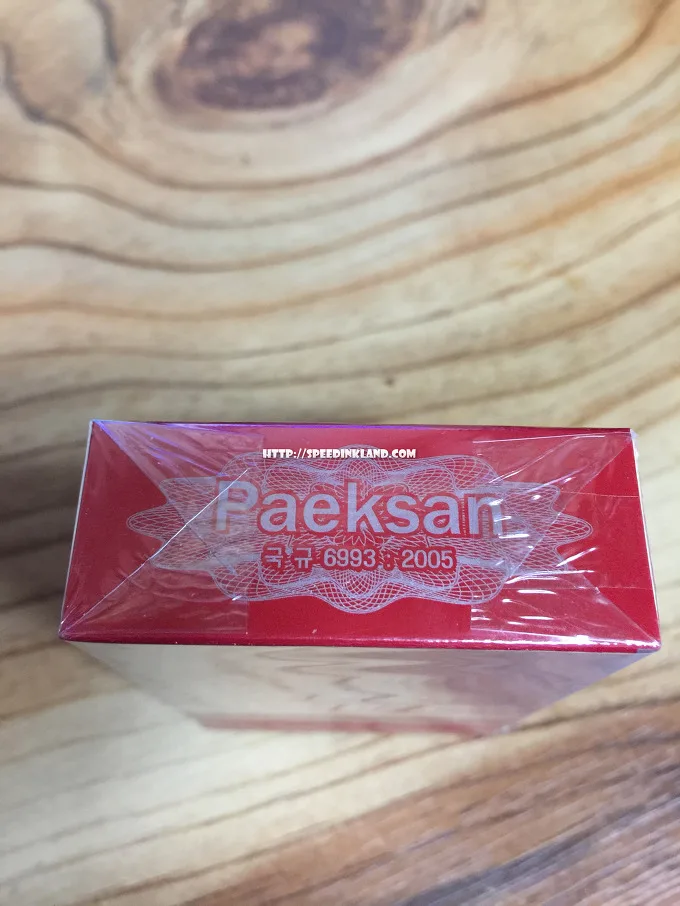 HTTP://SPEEDINKLAND.COM
Paeksan
국규 6993 : 2005